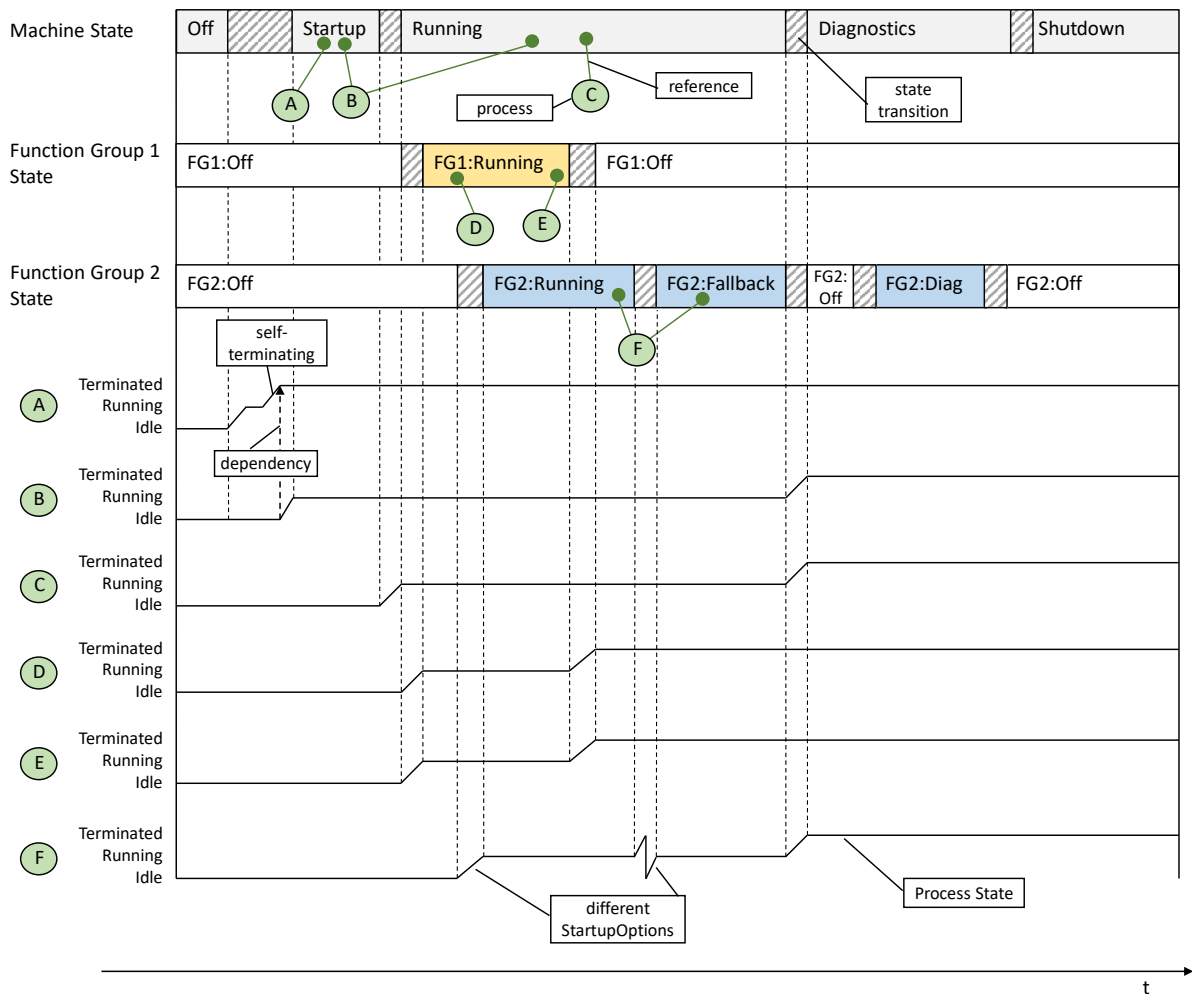 Machine State
Off
Startup
Running
Diagnostics
Shutdown
A
B
C
process
reference
state
transition
Function Group 1
State
FG1:Off
FG1:Running
FG1:Off
D
E
Function Group 2
State
FG2:Off
FG2:Running
FG2:Fallback
FG2:
Off
FG2:Diag
FG2:Off
self-
terminating
F
A
Terminated
Running
Idle
dependency
B
Terminated
Running
Idle
C
Terminated
Running
Idle
D
Terminated
Running
Idle
E
Terminated
Running
Idle
F
Terminated
Running
Idle
different
StartupOptions
Process State
t